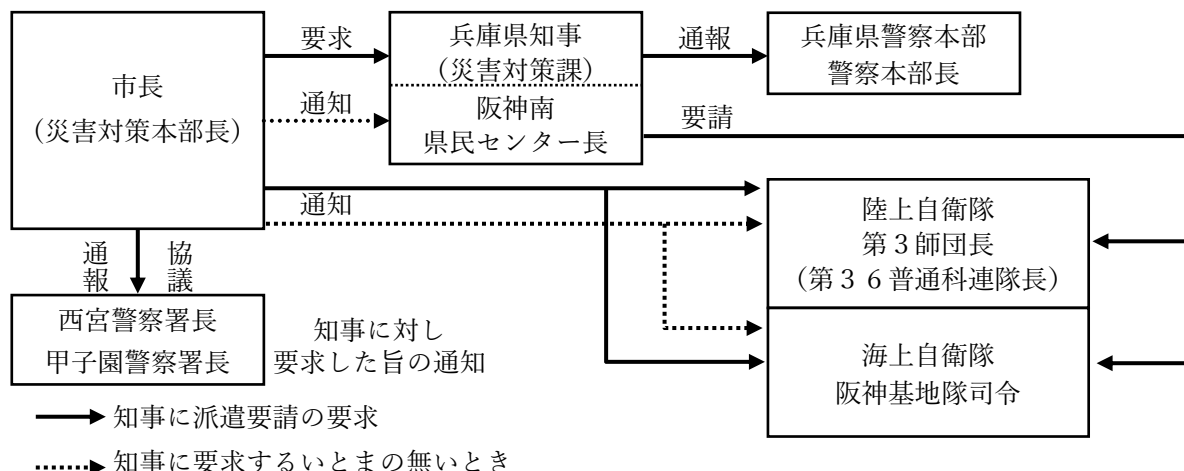 市長
（災害対策本部長）
要求
通知
兵庫県知事
（災害対策課）
阪神南
県民センター長
通報
兵庫県警察本部
警察本部長
要請
通知
陸上自衛隊
第３師団長
（第３６普通科連隊長）
海上自衛隊
阪神基地隊司令
通報
協議
西宮警察署長
甲子園警察署長
知事に対し
要求した旨の通知
知事に派遣要請の要求
知事に要求するいとまの無いとき